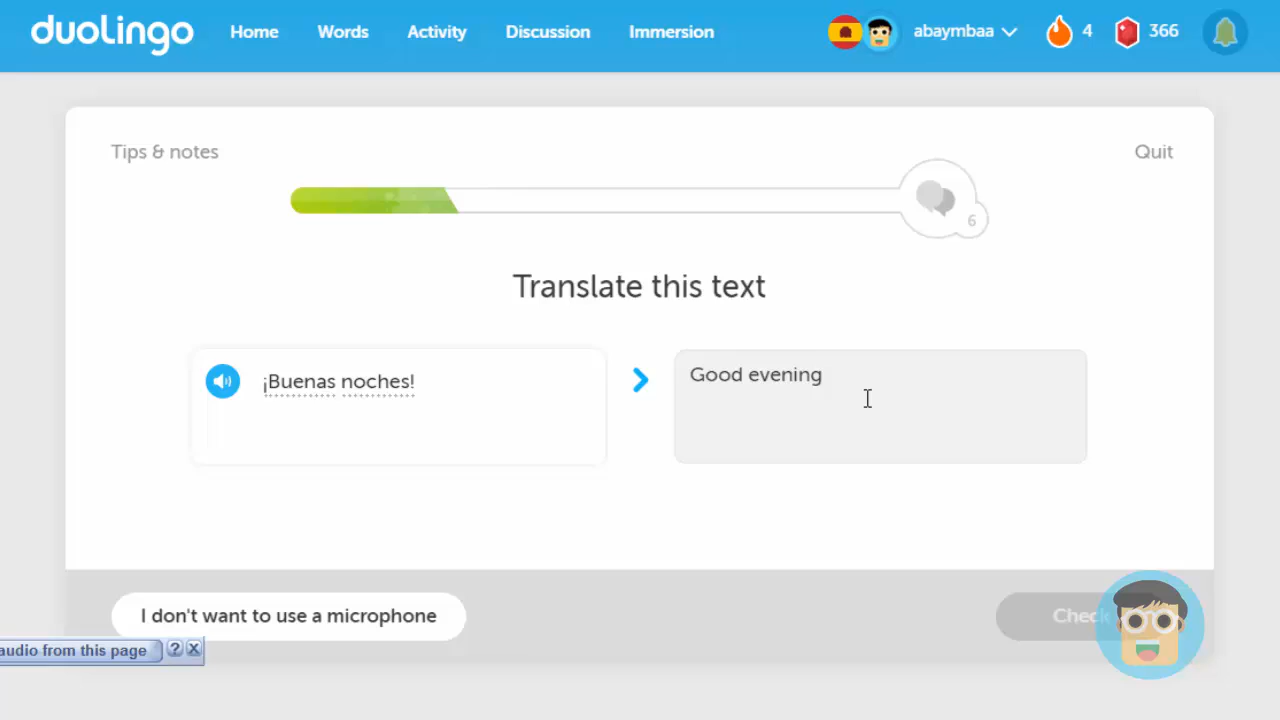 duolingo Home Words Activity Discussion Immersion abaymbaa 4 366
Tips & notes Quit
6
Translate this text
¡Buenas noches! Good evening
I don't want to use a microphone Check
audio from this page ? X